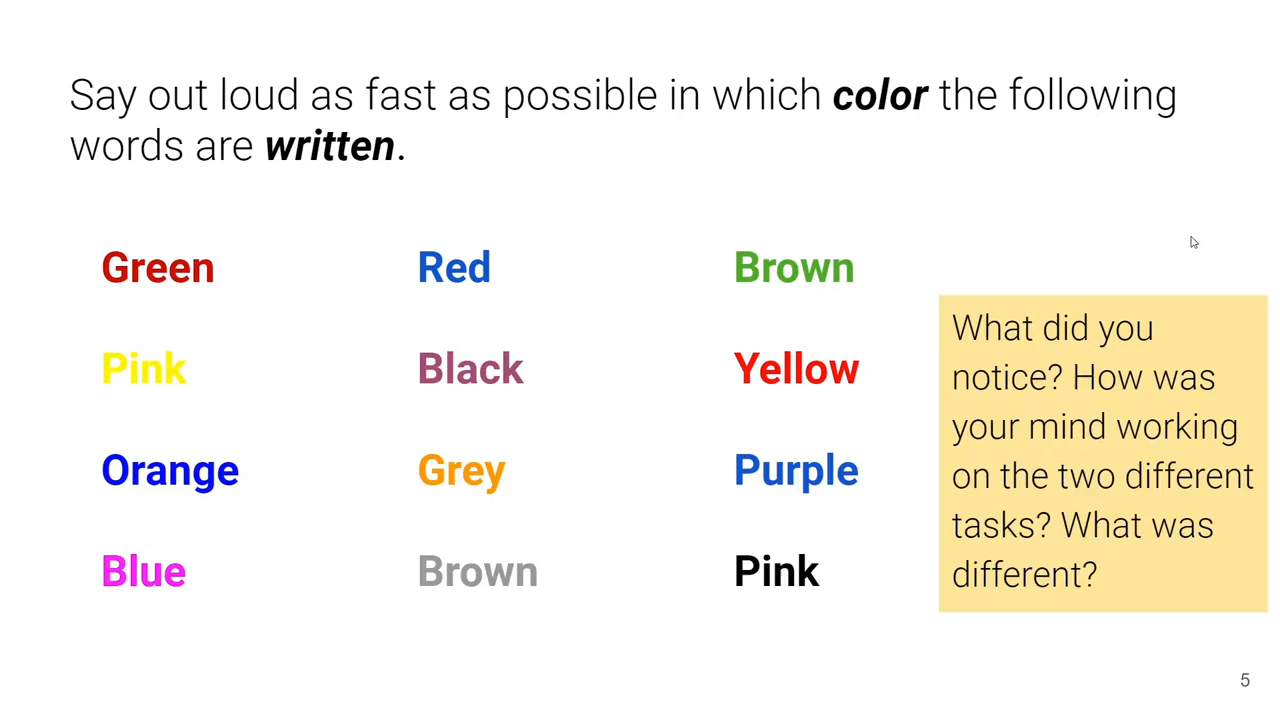 Say out loud as fast as possible in which color the following
words are written.
Green Red Brown
Pink Black Yellow
Orange Grey Purple
Blue Brown Pink
What did you
notice? How was
your mind working
on the two different
tasks? What was
different?
5